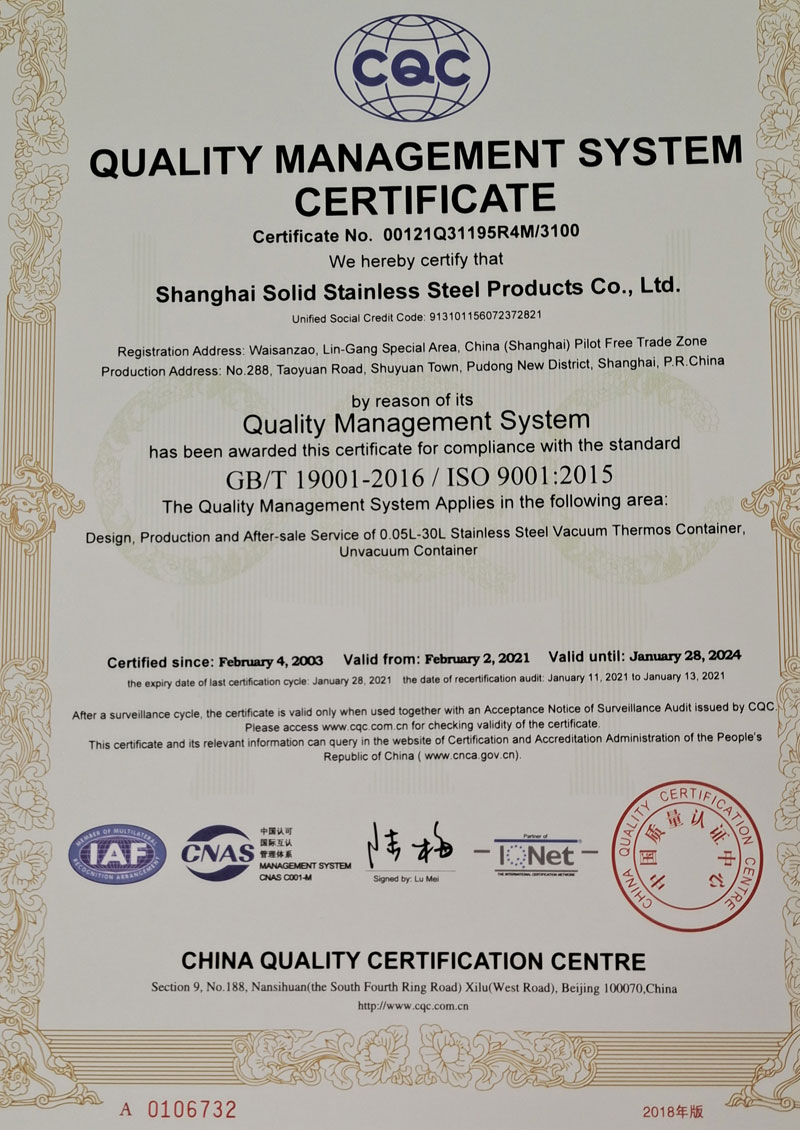 CQC
QUALITY MANAGEMENT SYSTEM
CERTIFICATE
Certificate No. 00121Q31195R4M/3100
We hereby certify that
Shanghai Solid Stainless Steel Products Co., Ltd.
Unified Social Credit Code: 913101156072372821
Registration Address: Waisanzao, Lin-Gang Special Area, China (Shanghai) Pilot Free Trade Zone
Production Address: No.288, Taoyuan Road, Shuyuan Town, Pudong New District, Shanghai, P.R.China
by reason of its
Quality Management System
has been awarded this certificate for compliance with the standard
GB/T 19001-2016 / ISO 9001:2015
The Quality Management System Applies in the following area:
Design, Production and After-sale Service of 0.05L-30L Stainless Steel Vacuum Thermos Container,
Unvacuum Container
Certified since: February 4, 2003 Valid from: February 2, 2021 Valid until: January 28, 2024
the expiry date of last certification cycle: January 28, 2021 the date of recertification audit: January 11, 2021 to January 13, 2021
After a surveillance cycle, the certificate is valid only when used together with an Acceptance Notice of Surveillance Audit issued by CQC.
Please access www.cqc.com.cn for checking validity of the certificate.
This certificate and its relevant information can query in the website of Certification and Accreditation Administration of the People's
Republic of China ( www.cnca.gov.cn).
MEMBER OF MULTILATERAL
IAF
RECOGNITION ARRANGEMENT
CNAS
中国认可
国际互认
管理体系
MANAGEMENT SYSTEM
CNAS C001-M
陆梅
Signed by: Lu Mei
Partner of
IQNet
THE INTERNATIONAL CERTIFICATION NETWORK
CHINA QUALITY CERTIFICATION CENTRE
中国质量认证中心
CHINA QUALITY CERTIFICATION CENTRE
Section 9, No.188, Nansihuan(the South Fourth Ring Road) Xilu(West Road), Beijing 100070,China
http://www.cqc.com.cn
A 0106732
2018年版